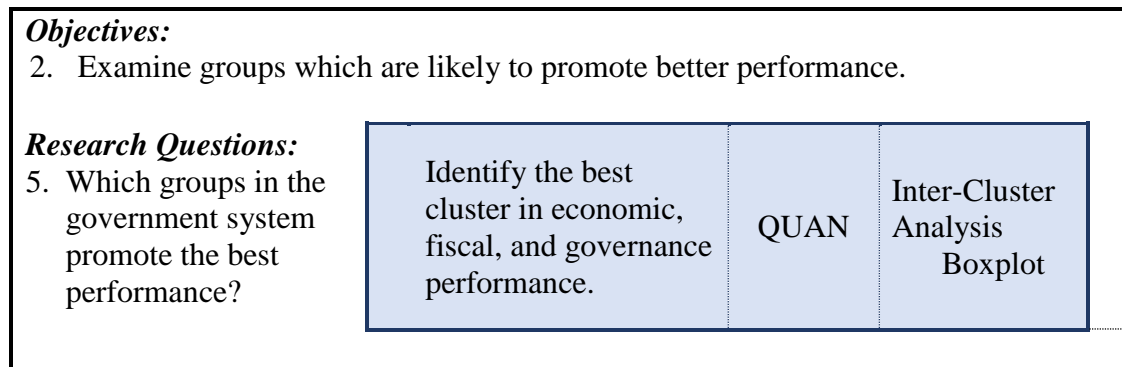 Objectives:
2. Examine groups which are likely to promote better performance.
Research Questions:
5. Which groups in the
government system
promote the best
performance?
Identify the best
cluster in economic,
fiscal, and governance
performance.
QUAN
Inter-Cluster
Analysis
Boxplot